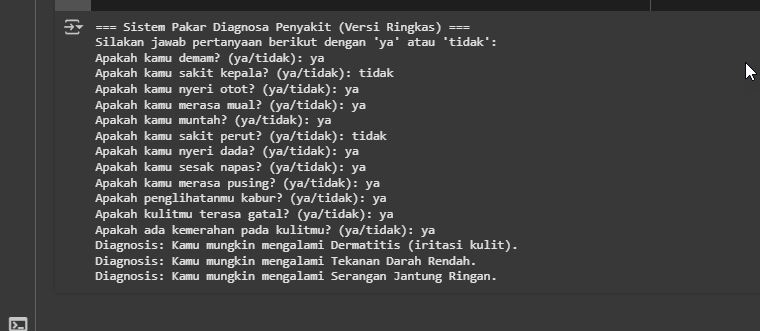 === Sistem Pakar Diagnosa Penyakit (Versi Ringkas) ===
Silakan jawab pertanyaan berikut dengan 'ya' atau 'tidak':
Apakah kamu demam? (ya/tidak): ya
Apakah kamu sakit kepala? (ya/tidak): tidak
Apakah kamu nyeri otot? (ya/tidak): ya
Apakah kamu merasa mual? (ya/tidak): ya
Apakah kamu muntah? (ya/tidak): ya
Apakah kamu sakit perut? (ya/tidak): tidak
Apakah kamu nyeri dada? (ya/tidak): ya
Apakah kamu sesak napas? (ya/tidak): ya
Apakah kamu merasa pusing? (ya/tidak): ya
Apakah penglihatanmu kabur? (ya/tidak): ya
Apakah kulitmu terasa gatal? (ya/tidak): ya
Apakah ada kemerahan pada kulitmu? (ya/tidak): ya
Diagnosis: Kamu mungkin mengalami Dermatitis (iritasi kulit).
Diagnosis: Kamu mungkin mengalami Tekanan Darah Rendah.
Diagnosis: Kamu mungkin mengalami Serangan Jantung Ringan.